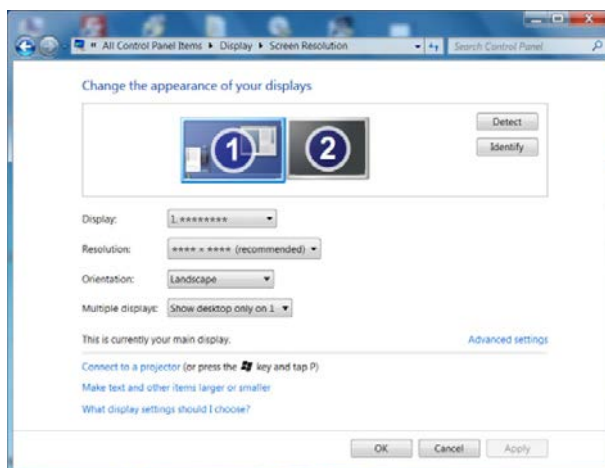 « All Control Panel Items ▸ Display ▸ Screen Resolution
Search Control Panel
Change the appearance of your displays
1
2
Detect
Identify
Display: 1. ********
Resolution: **** × **** (recommended)
Orientation: Landscape
Multiple displays: Show desktop only on 1
This is currently your main display.
Advanced settings
Connect to a projector (or press the key and tap P)
Make text and other items larger or smaller
What display settings should I choose?
OK
Cancel
Apply